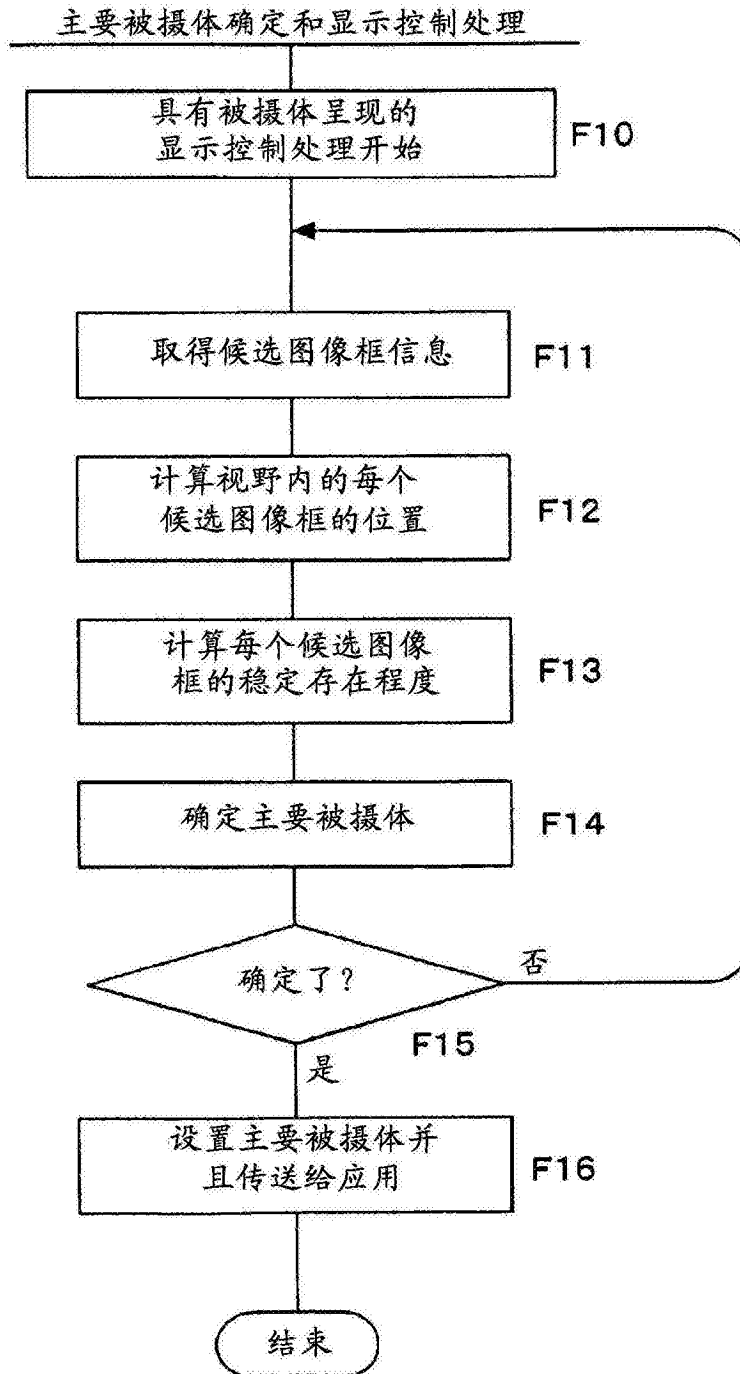 主要被摄体确定和显示控制处理
具有被摄体呈现的
显示控制处理开始
F10
取得候选图像框信息
F11
计算视野内的每个
候选图像框的位置
F12
计算每个候选图像
框的稳定存在程度
F13
确定主要被摄体
F14
确定了?
否
F15
是
设置主要被摄体并
且传送给应用
F16
结束